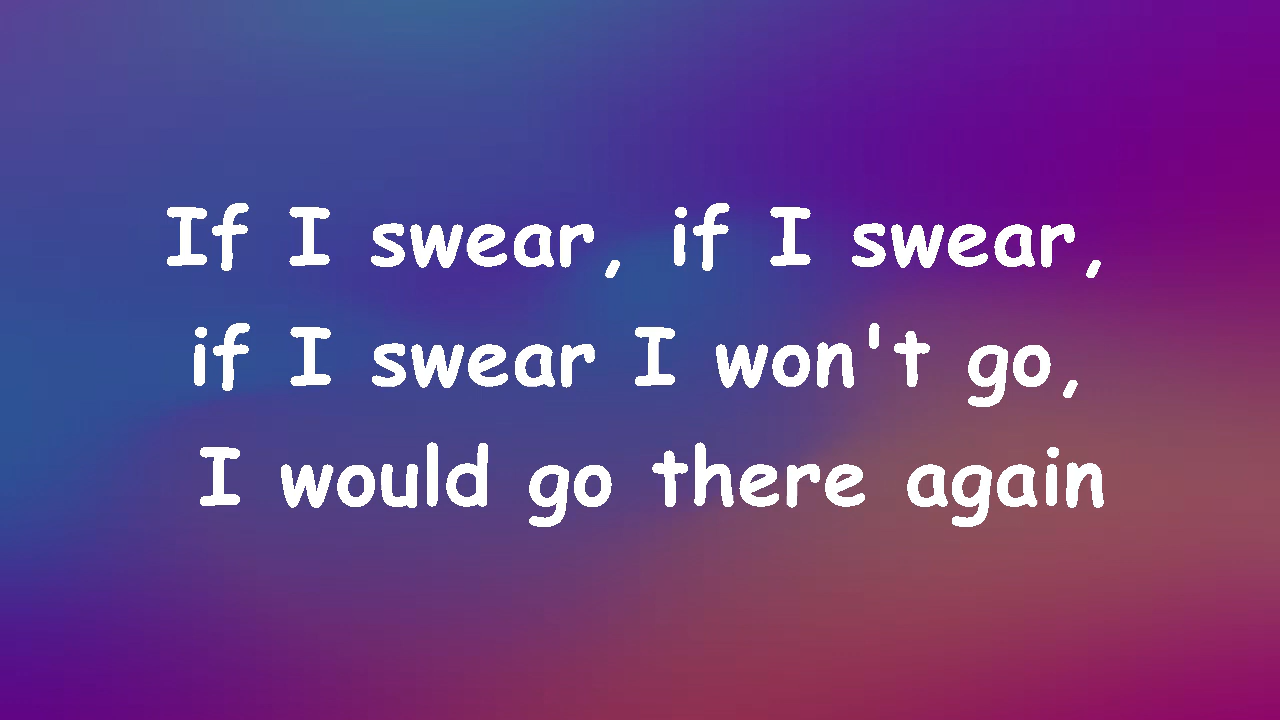 If I swear, if I swear,
if I swear I won't go,
I would go there again